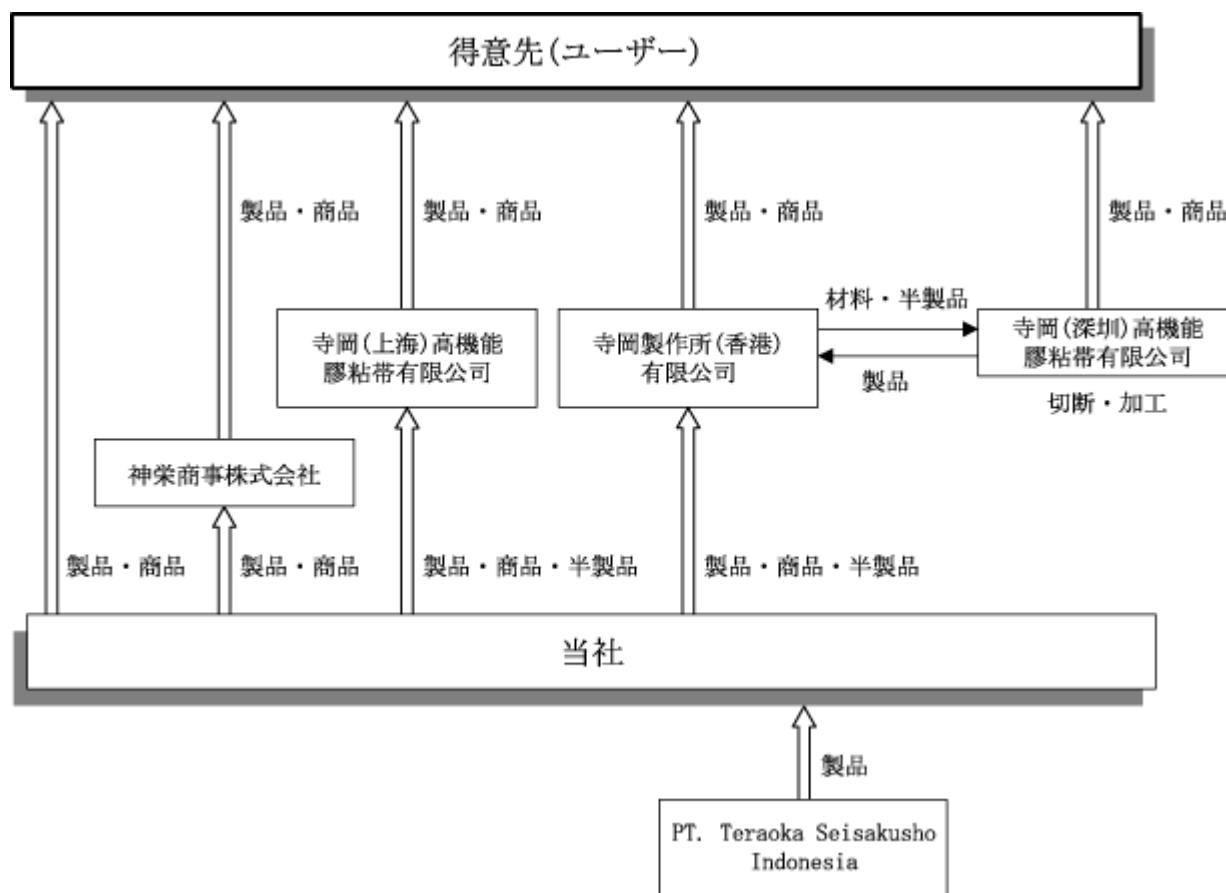 得意先(ユーザー)
製品・商品
製品・商品
製品・商品
製品・商品
材料・半製品
寺岡(上海)高機能
膠粘帯有限公司
寺岡製作所(香港)
有限公司
寺岡(深圳)高機能
膠粘帯有限公司
製品
切断・加工
神栄商事株式会社
製品・商品
製品・商品
製品・商品・半製品
製品・商品・半製品
当社
製品
PT. Teraoka Seisakusho
Indonesia